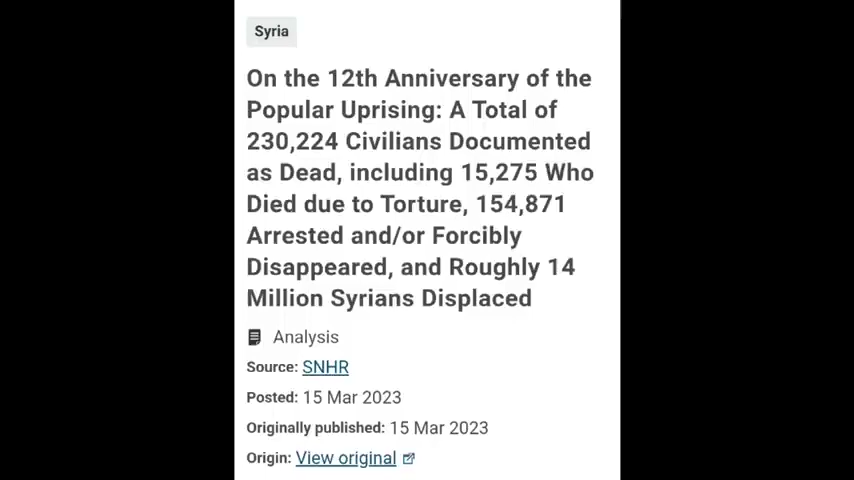 Syria
On the 12th Anniversary of the
Popular Uprising: A Total of
230,224 Civilians Documented
as Dead, including 15,275 Who
Died due to Torture, 154,871
Arrested and/or Forcibly
Disappeared, and Roughly 14
Million Syrians Displaced
Analysis
Source: SNHR
Posted: 15 Mar 2023
Originally published: 15 Mar 2023
Origin: View original